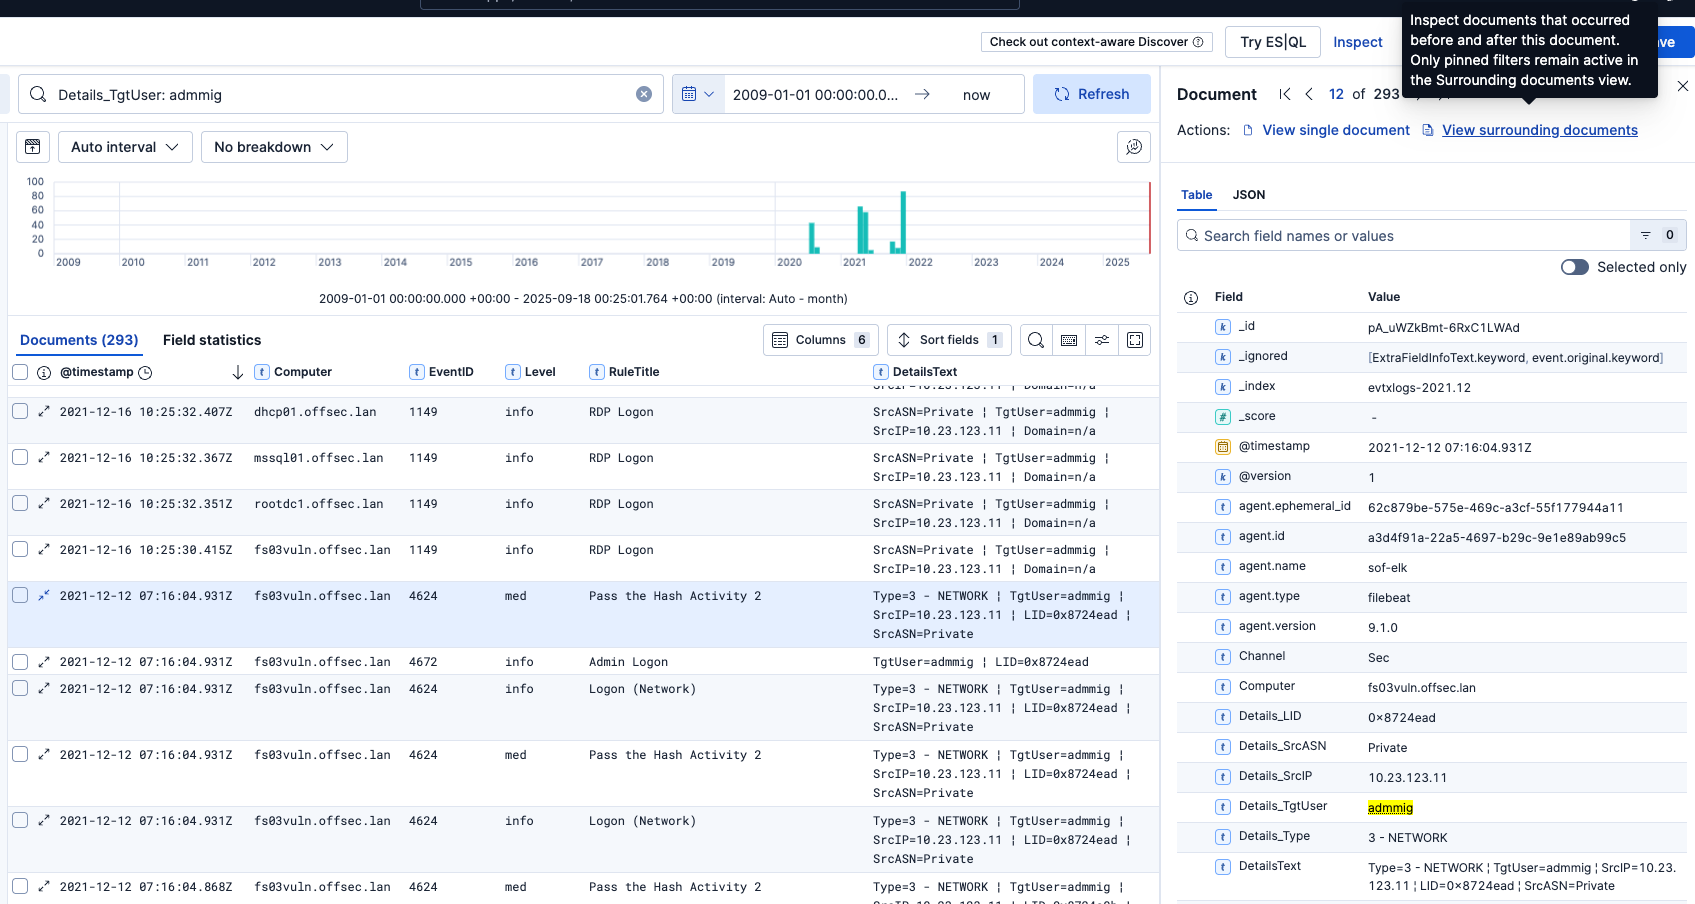 Inspect documents that occurred
before and after this document.
Only pinned filters remain active in
the Surrounding documents view.
Check out context-aware Discover
Try ES|QL
Inspect
Details_TgtUser: admmig
2009-01-01 00:00:00.0... → now
Refresh
Auto interval
No breakdown
100
80
60
40
20
0
2009 2010 2011 2012 2013 2014 2015 2016 2017 2018 2019 2020 2021 2022 2023 2024 2025
2009-01-01 00:00:00.000 +00:00 - 2025-09-18 00:25:01.764 +00:00 (interval: Auto - month)
Documents (293) Field statistics
Columns 6
Sort fields 1
@timestamp Computer EventID Level RuleTitle DetailsText
SrcIP=10.23.123.11 ¦ Domain=n/a
2021-12-16 10:25:32.407Z dhcp01.offsec.lan 1149 info RDP Logon SrcASN=Private ¦ TgtUser=admmig ¦
SrcIP=10.23.123.11 ¦ Domain=n/a
2021-12-16 10:25:32.367Z mssql01.offsec.lan 1149 info RDP Logon SrcASN=Private ¦ TgtUser=admmig ¦
SrcIP=10.23.123.11 ¦ Domain=n/a
2021-12-16 10:25:32.351Z rootdc1.offsec.lan 1149 info RDP Logon SrcASN=Private ¦ TgtUser=admmig ¦
SrcIP=10.23.123.11 ¦ Domain=n/a
2021-12-16 10:25:30.415Z fs03vuln.offsec.lan 1149 info RDP Logon SrcASN=Private ¦ TgtUser=admmig ¦
SrcIP=10.23.123.11 ¦ Domain=n/a
2021-12-12 07:16:04.931Z fs03vuln.offsec.lan 4624 med Pass the Hash Activity 2 Type=3 - NETWORK ¦ TgtUser=admmig ¦
SrcIP=10.23.123.11 ¦ LID=0x8724ead ¦
SrcASN=Private
2021-12-12 07:16:04.931Z fs03vuln.offsec.lan 4672 info Admin Logon TgtUser=admmig ¦ LID=0x8724ead
2021-12-12 07:16:04.931Z fs03vuln.offsec.lan 4624 info Logon (Network) Type=3 - NETWORK ¦ TgtUser=admmig ¦
SrcIP=10.23.123.11 ¦ LID=0x8724ead ¦
SrcASN=Private
2021-12-12 07:16:04.931Z fs03vuln.offsec.lan 4624 med Pass the Hash Activity 2 Type=3 - NETWORK ¦ TgtUser=admmig ¦
SrcIP=10.23.123.11 ¦ LID=0x8724ead ¦
SrcASN=Private
2021-12-12 07:16:04.931Z fs03vuln.offsec.lan 4624 info Logon (Network) Type=3 - NETWORK ¦ TgtUser=admmig ¦
SrcIP=10.23.123.11 ¦ LID=0x8724ead ¦
SrcASN=Private
2021-12-12 07:16:04.868Z fs03vuln.offsec.lan 4624 med Pass the Hash Activity 2 Type=3 - NETWORK ¦ TgtUser=admmig ¦
Document 12 of 293
Actions: View single document View surrounding documents
Table JSON
Search field names or values 0
Selected only
Field Value
_id pA_uWZkBmt-6RxC1LWAd
_ignored [ExtraFieldInfoText.keyword, event.original.keyword]
_index evtxlogs-2021.12
_score -
@timestamp 2021-12-12 07:16:04.931Z
@version 1
agent.ephemeral_id 62c879be-575e-469c-a3cf-55f177944a11
agent.id a3d4f91a-22a5-4697-b29c-9e1e89ab99c5
agent.name sof-elk
agent.type filebeat
agent.version 9.1.0
Channel Sec
Computer fs03vuln.offsec.lan
Details_LID 0x8724ead
Details_SrcASN Private
Details_SrcIP 10.23.123.11
Details_TgtUser admmig
Details_Type 3 - NETWORK
DetailsText Type=3 - NETWORK ¦ TgtUser=admmig ¦ SrcIP=10.23.
123.11 ¦ LID=0x8724ead ¦ SrcASN=Private